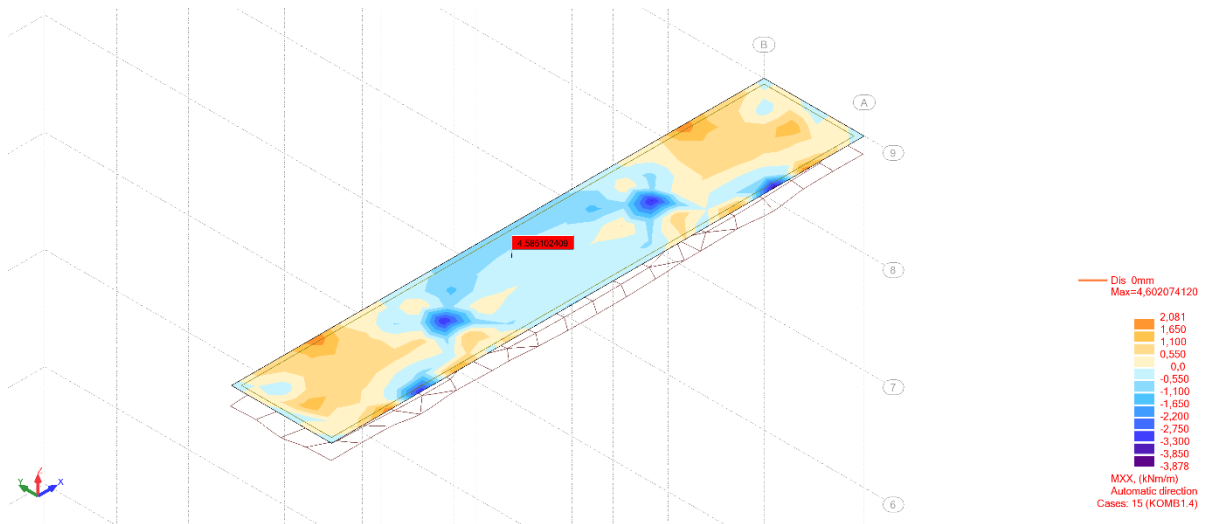 B
A
9
4.585102409
8
7
6
Dis 0mm
Max=4,602074120
2,081
1,650
1,100
0,550
0,0
-0,550
-1,100
-1,650
-2,200
-2,750
-3,300
-3,850
-3,878
MXX, (kNm/m)
Automatic direction
Cases: 15 (KOMB1.4)
Y
X